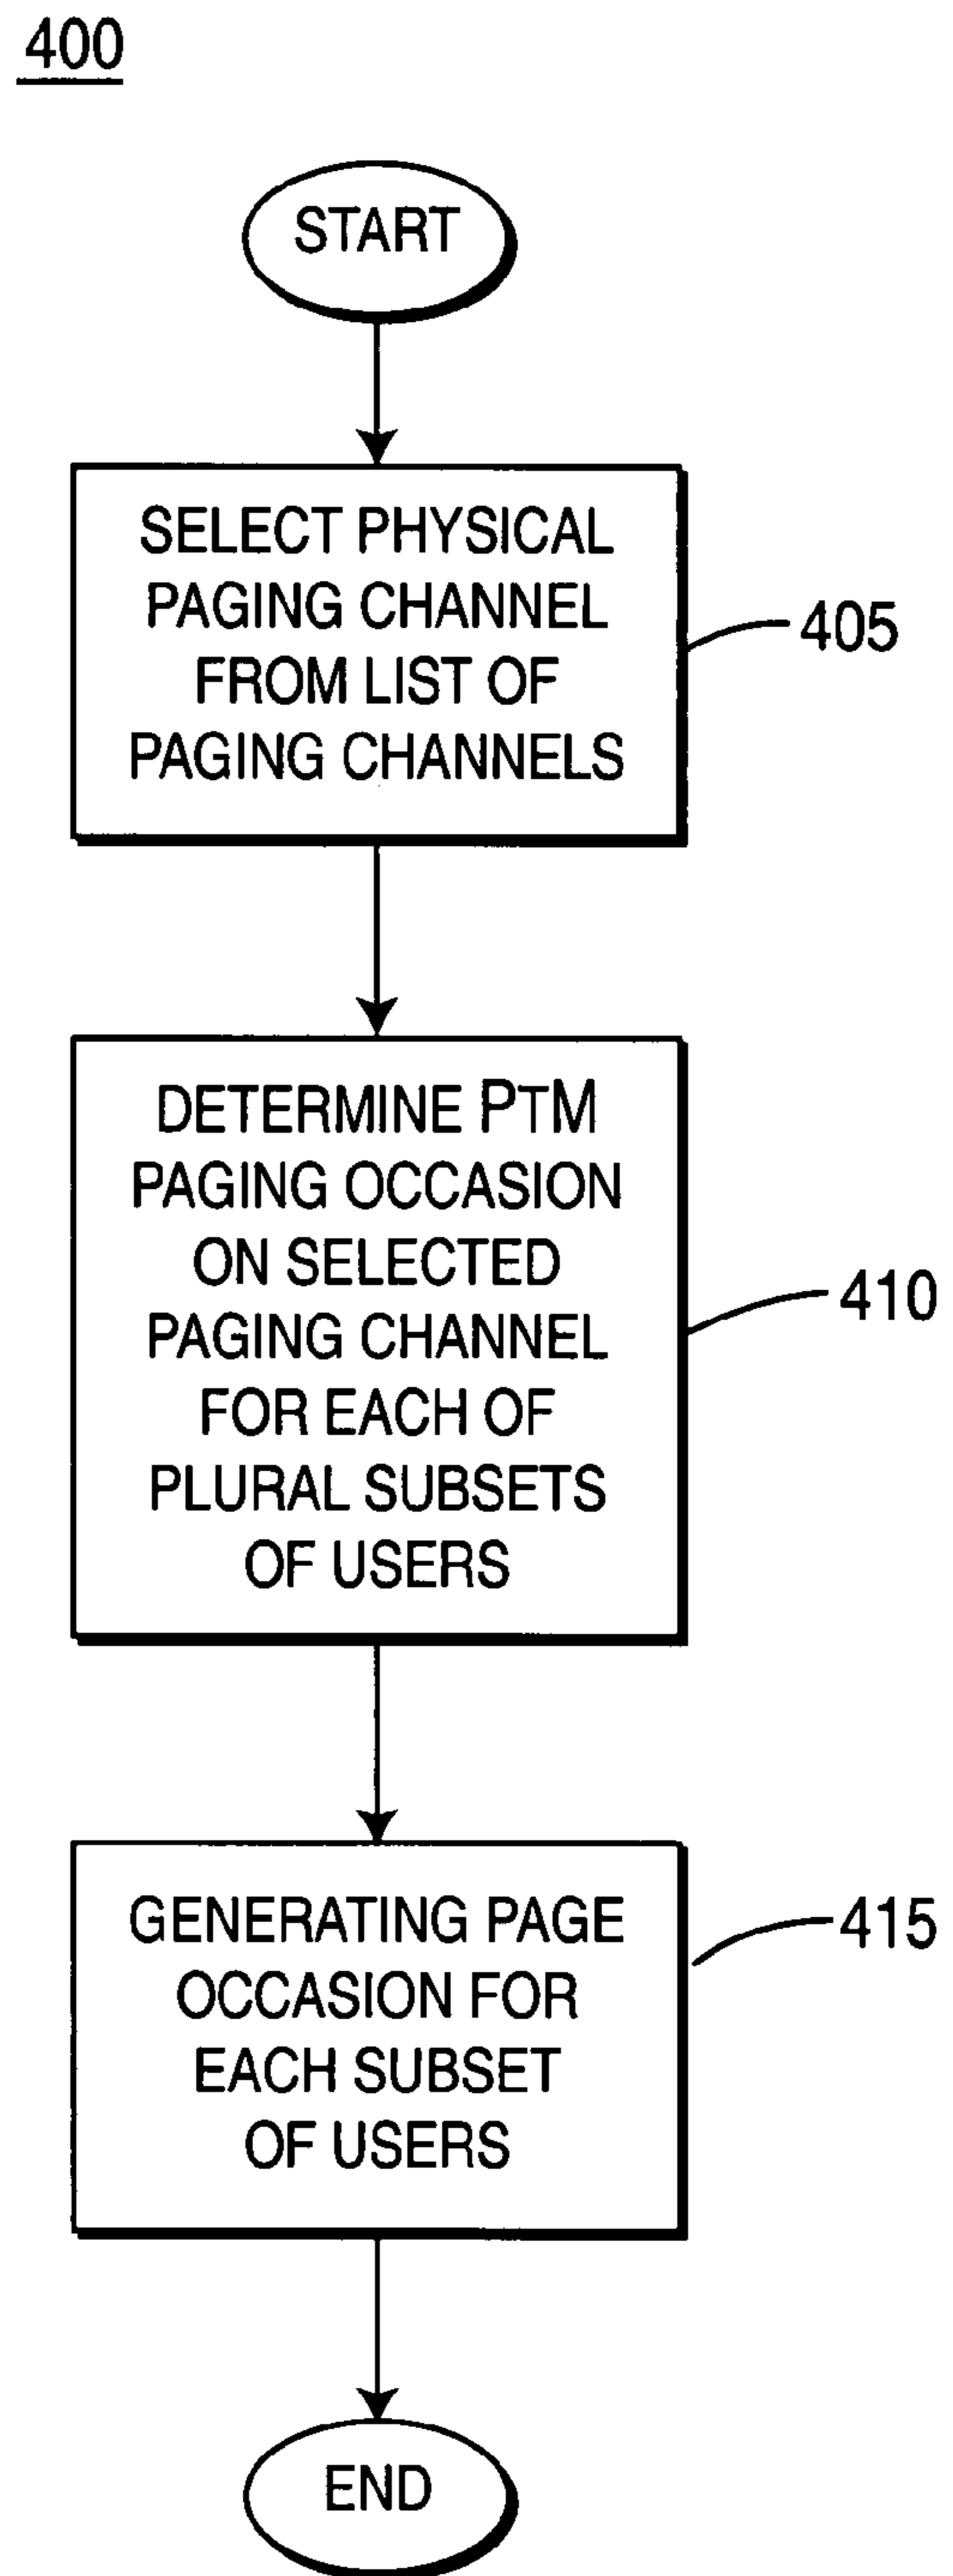 400
START
SELECT PHYSICAL
PAGING CHANNEL
FROM LIST OF
PAGING CHANNELS
405
DETERMINE PTM
PAGING OCCASION
ON SELECTED
PAGING CHANNEL
FOR EACH OF
PLURAL SUBSETS
OF USERS
410
GENERATING PAGE
OCCASION FOR
EACH SUBSET
OF USERS
415
END